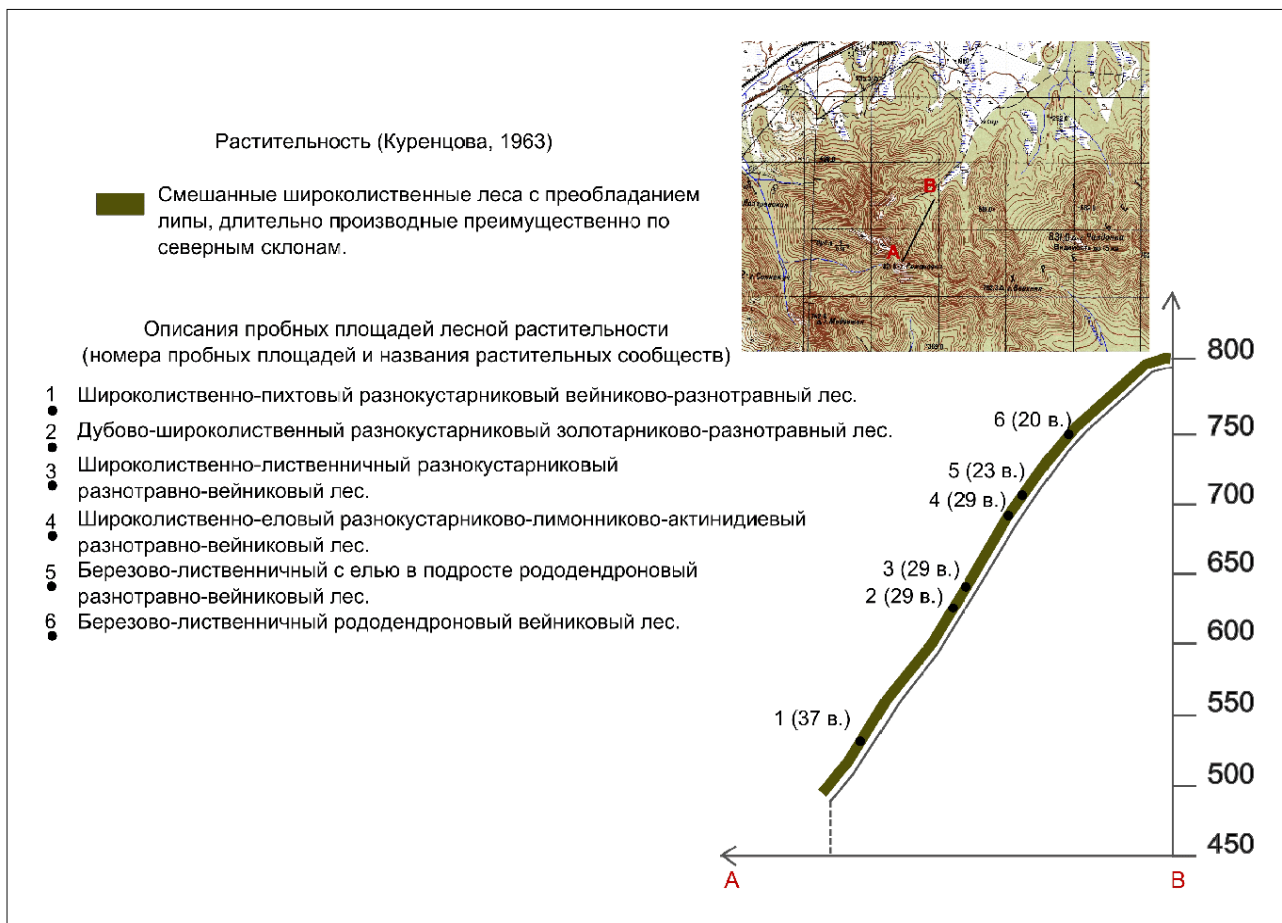 Растительность (Куренцова, 1963)
Смешанные широколиственные леса с преобладанием
липы, длительно производные преимущественно по
северным склонам.
Описания пробных площадей лесной растительности
(номера пробных площадей и названия растительных сообществ)
1 Широколиственно-пихтовый разнокустарниковый вейниково-разнотравный лес.
2 Дубово-широколиственный разнокустарниковый золотарниково-разнотравный лес.
3 Широколиственно-лиственничный разнокустарниковый
разнотравно-вейниковый лес.
4 Широколиственно-еловый разнокустарниково-лимонниково-актинидиевый
разнотравно-вейниковый лес.
5 Березово-лиственничный с елью в подросте рододендроновый
разнотравно-вейниковый лес.
6 Березово-лиственничный рододендроновый вейниковый лес.
B
A
800
6 (20 в.)
750
5 (23 в.)
4 (29 в.)
700
3 (29 в.)
2 (29 в.)
650
600
1 (37 в.)
550
500
450
A
B